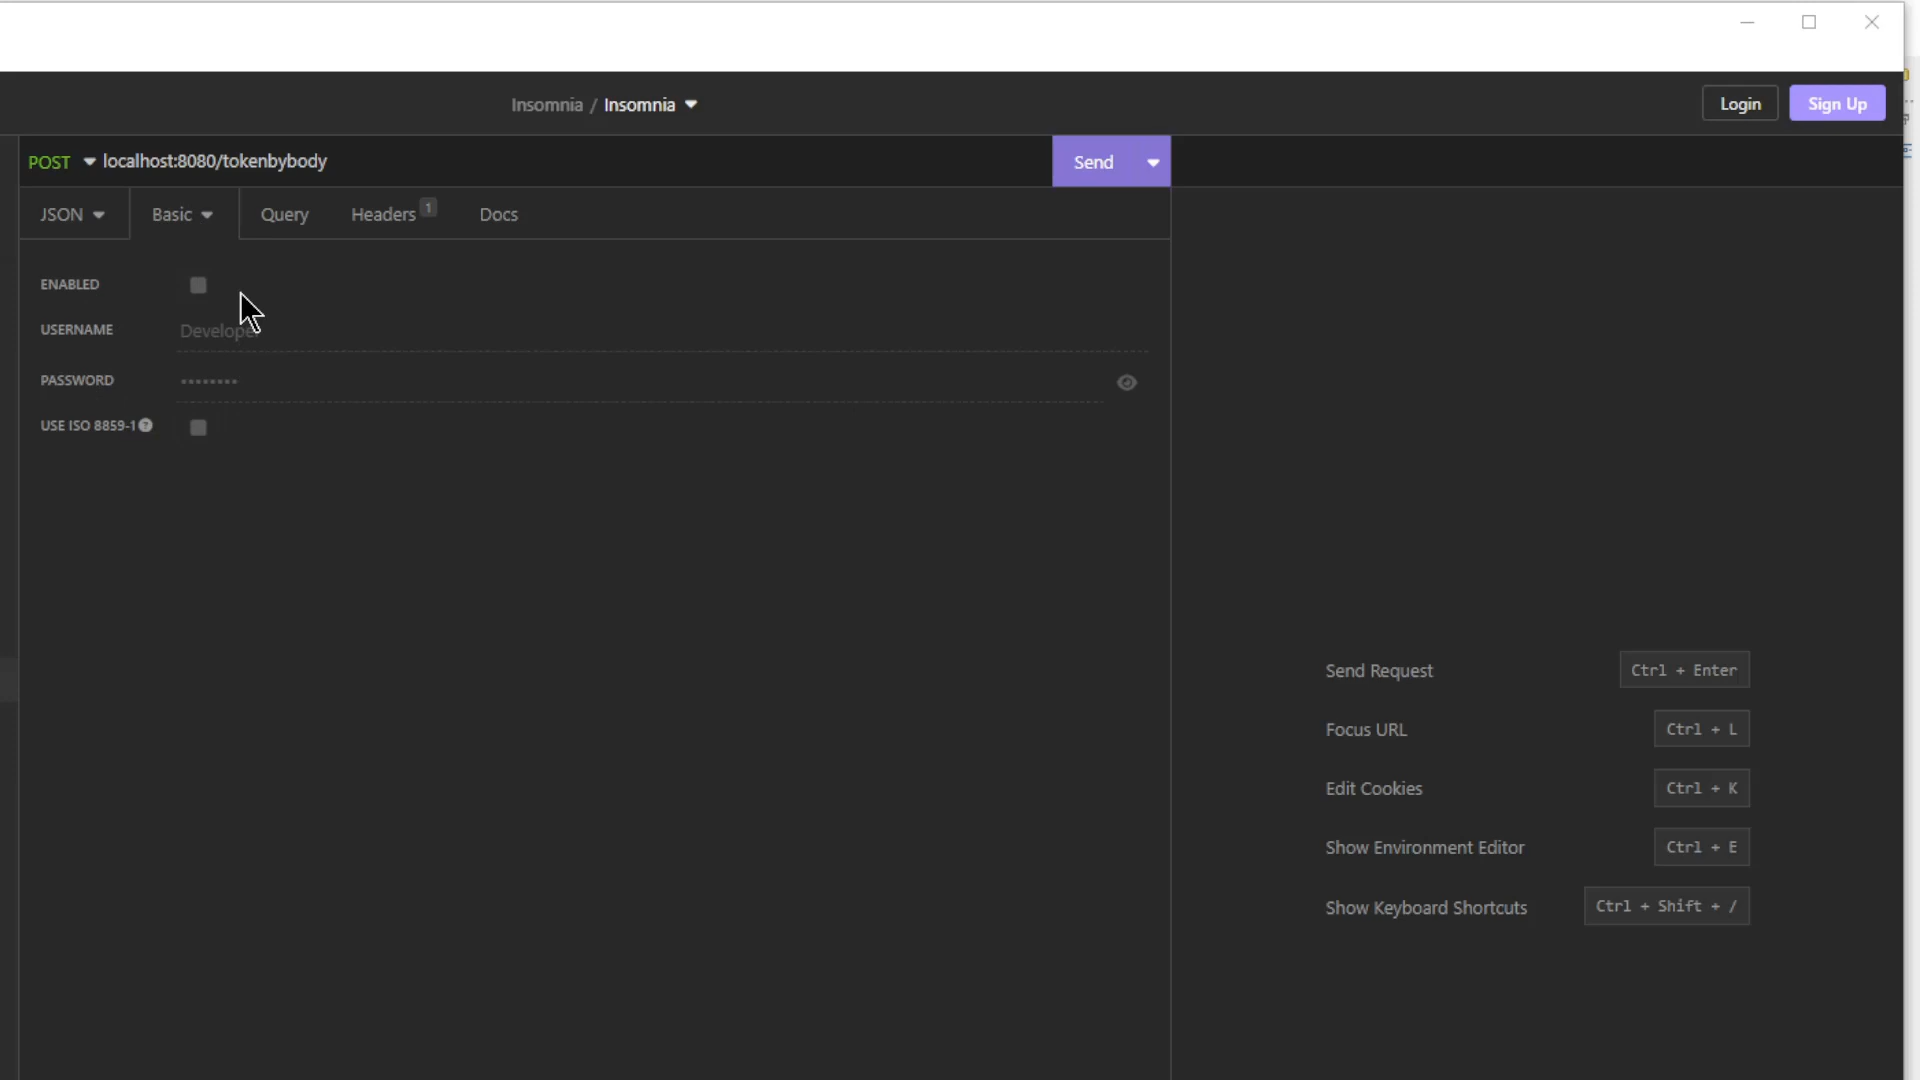 Insomnia / Insomnia
Login
Sign Up
POST localhost:8080/tokenbybody
Send
JSON
Basic
Query
Headers 1
Docs
ENABLED
USERNAME
Developer
PASSWORD
••••••••
USE ISO 8859-1
Send Request Ctrl + Enter
Focus URL Ctrl + L
Edit Cookies Ctrl + K
Show Environment Editor Ctrl + E
Show Keyboard Shortcuts Ctrl + Shift + /